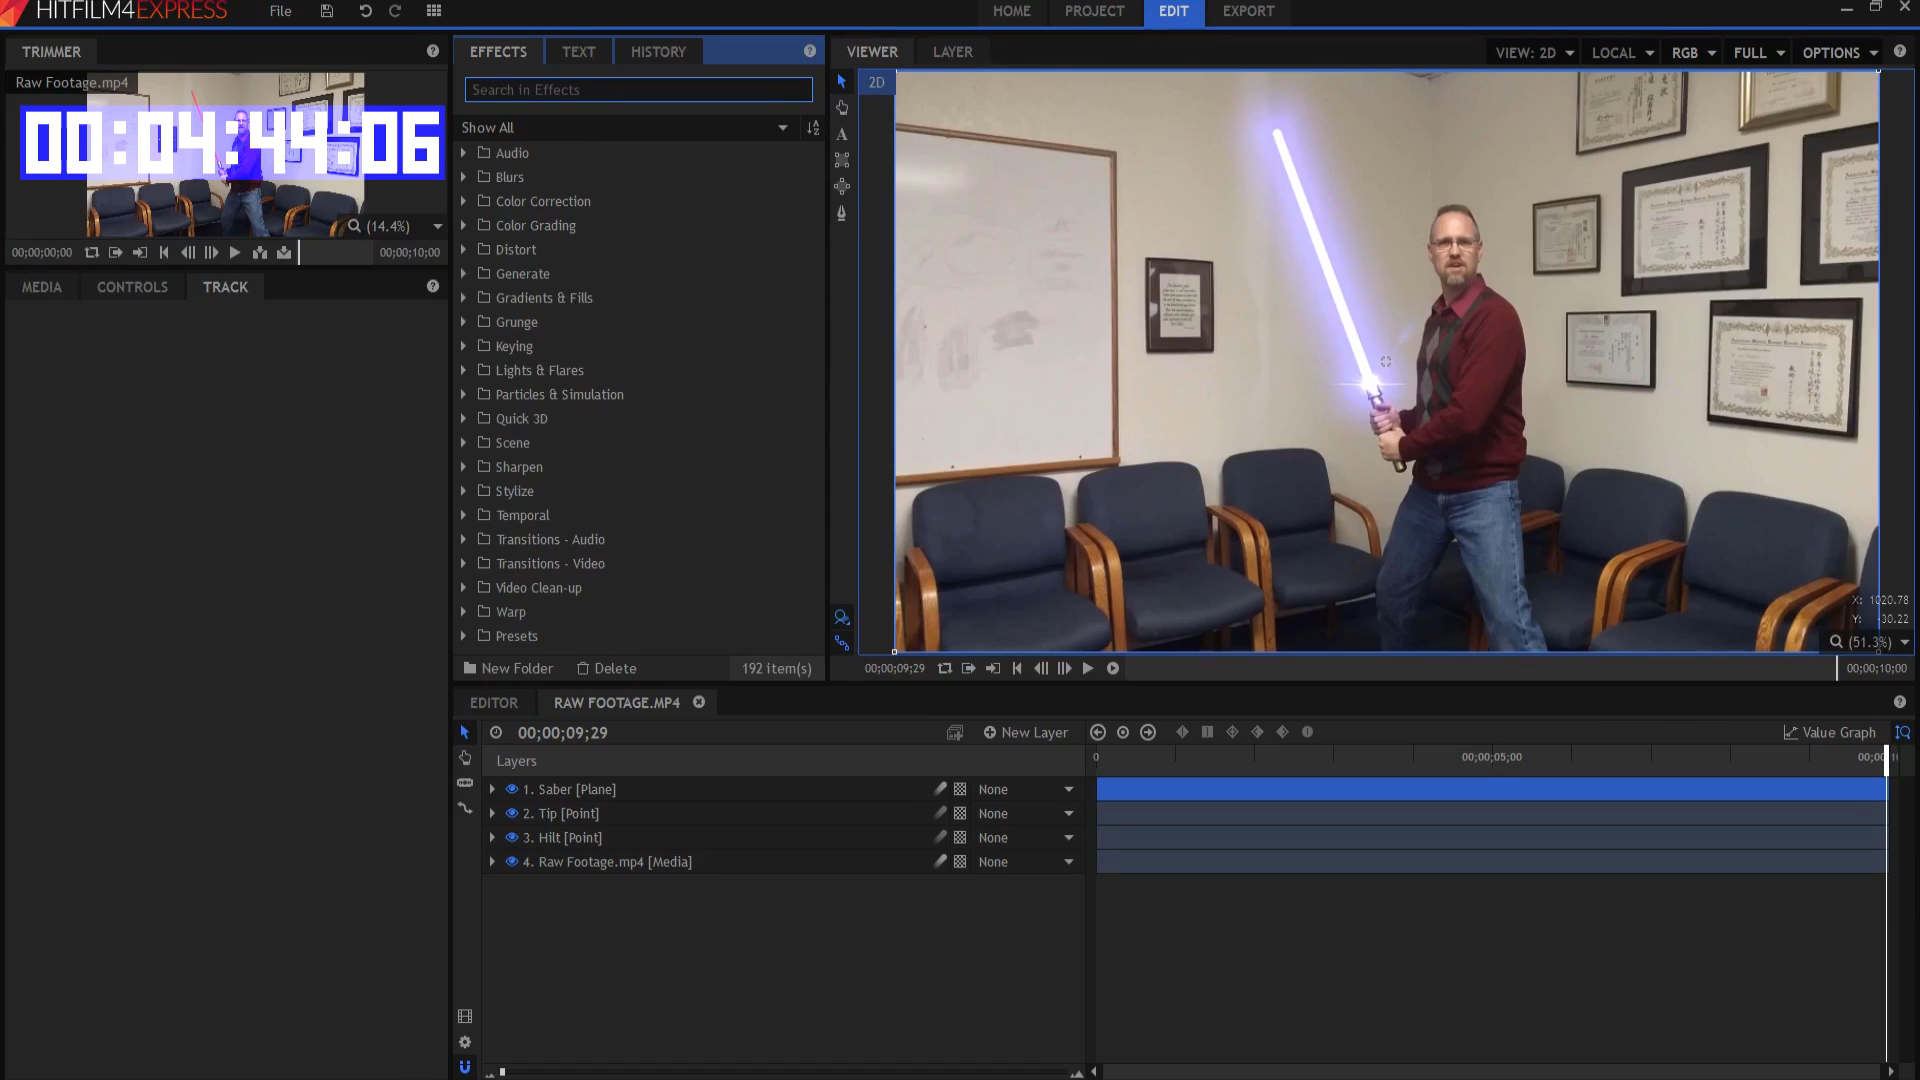 HITFILM4EXPRESS File HOME PROJECT EDIT EXPORT
TRIMMER
Raw Footage.mp4
00:04:44:06
(14.4%)
00;00;00;00 00;00;10;00
MEDIA CONTROLS TRACK
EFFECTS TEXT HISTORY
Search in Effects
Show All
Audio
Blurs
Color Correction
Color Grading
Distort
Generate
Gradients & Fills
Grunge
Keying
Lights & Flares
Particles & Simulation
Quick 3D
Scene
Sharpen
Stylize
Temporal
Transitions - Audio
Transitions - Video
Video Clean-up
Warp
Presets
New Folder Delete 192 item(s)
VIEWER LAYER VIEW: 2D LOCAL RGB FULL OPTIONS
2D
X: 1020.78
Y: -30.22
(51.3%)
00;00;09;29 00;00;10;00
EDITOR RAW FOOTAGE.MP4
00;00;09;29 New Layer Value Graph
Layers 0 00;00;05;00
1. Saber [Plane] None
2. Tip [Point] None
3. Hilt [Point] None
4. Raw Footage.mp4 [Media] None